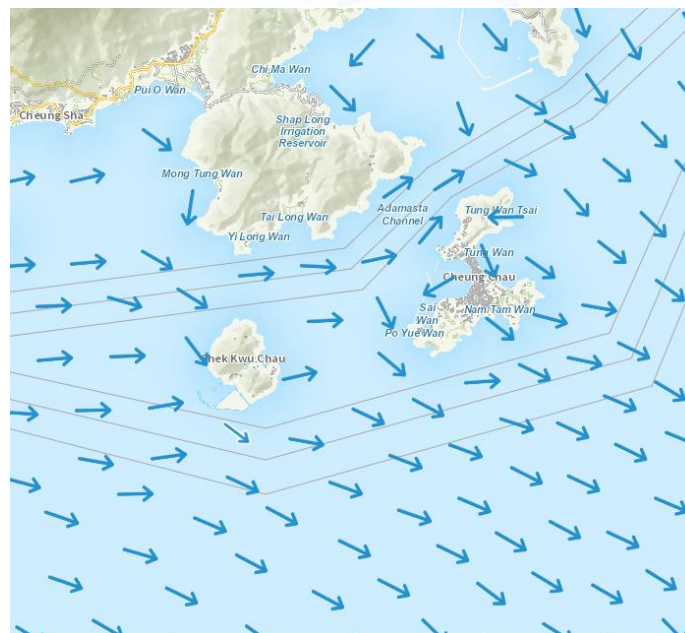 Chi Ma Wan
Pui O Wan
Cheung Sha
Shap Long
Irrigation
Reservoir
Mong Tung Wan
Tai Long Wan
Adamasta
Channel
Tung Wan Tsai
Yi Long Wan
Tung Wan
Cheung Chau
Sai
Wan
Nam Tam Wan
Po Yue Wan
Shek Kwu Chau